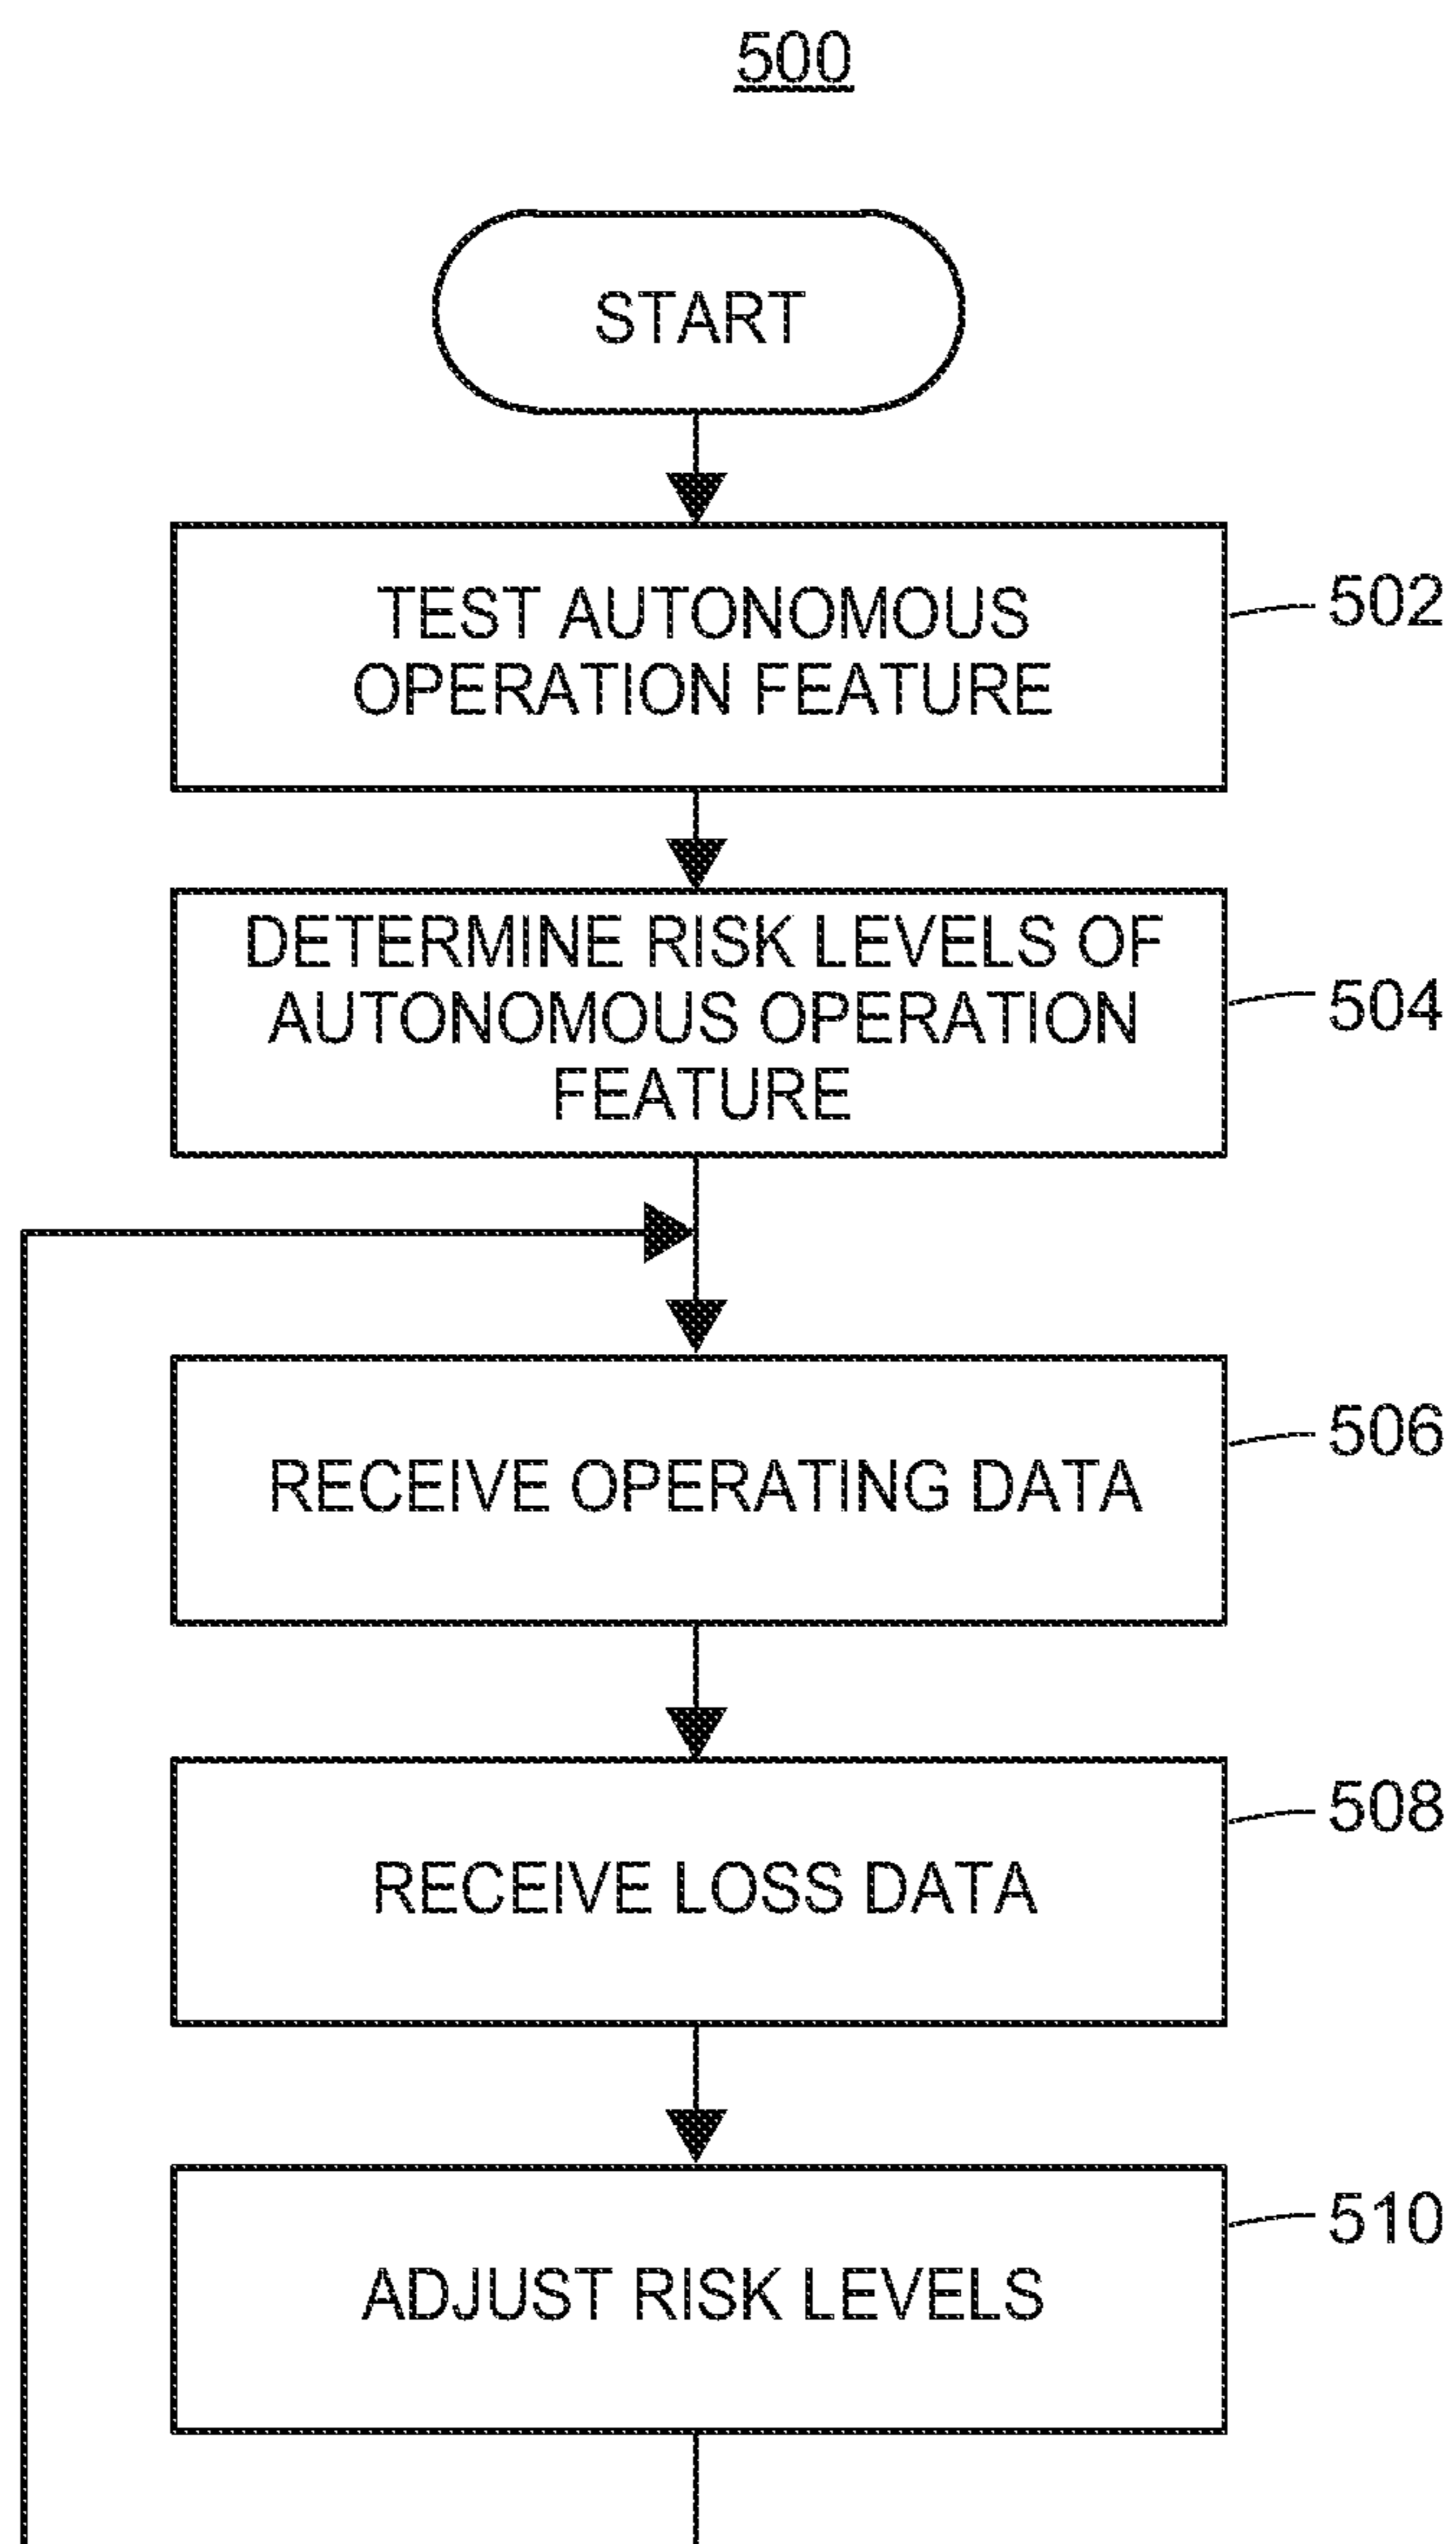 500
START
TEST AUTONOMOUS
OPERATION FEATURE
502
DETERMINE RISK LEVELS OF
AUTONOMOUS OPERATION
FEATURE
504
RECEIVE OPERATING DATA
506
RECEIVE LOSS DATA
508
ADJUST RISK LEVELS
510